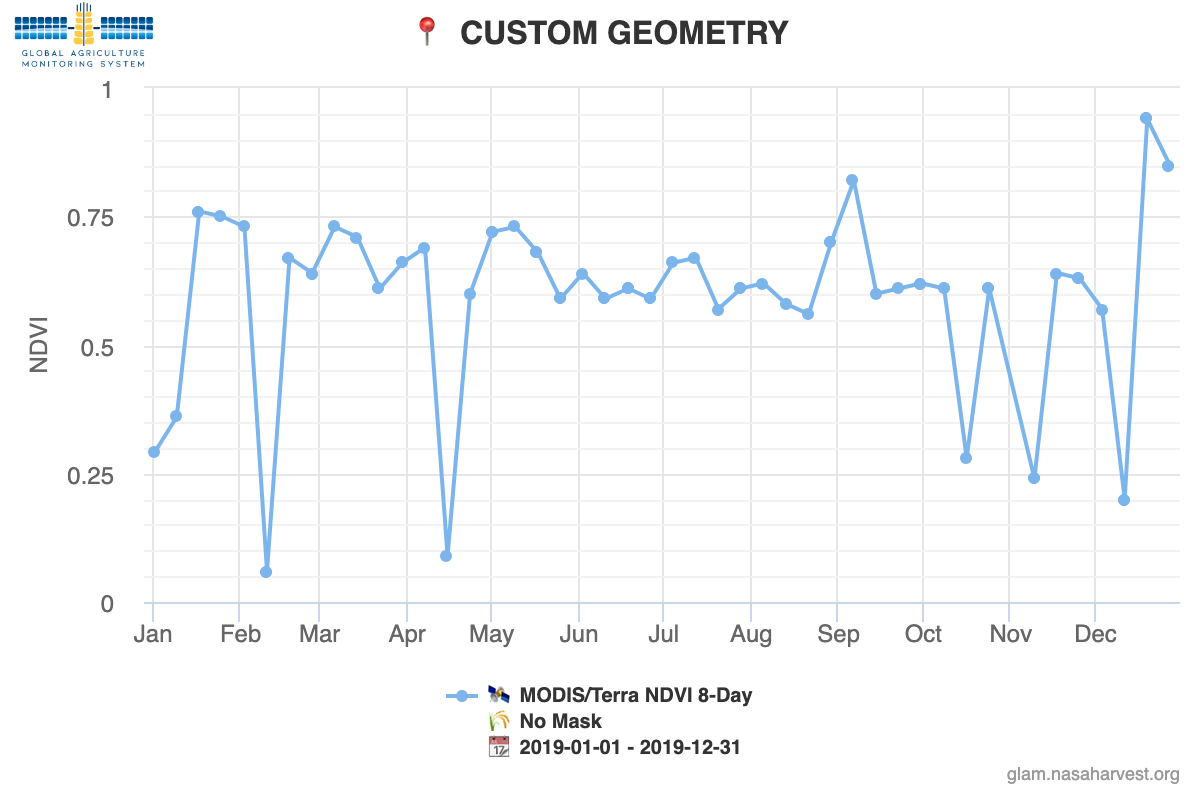 GLOBAL AGRICULTURE
MONITORING SYSTEM
CUSTOM GEOMETRY
1
0.75
0.5
0.25
0
NDVI
Jan Feb Mar Apr May Jun Jul Aug Sep Oct Nov Dec
MODIS/Terra NDVI 8-Day
No Mask
17
2019-01-01 - 2019-12-31
glam.nasaharvest.org